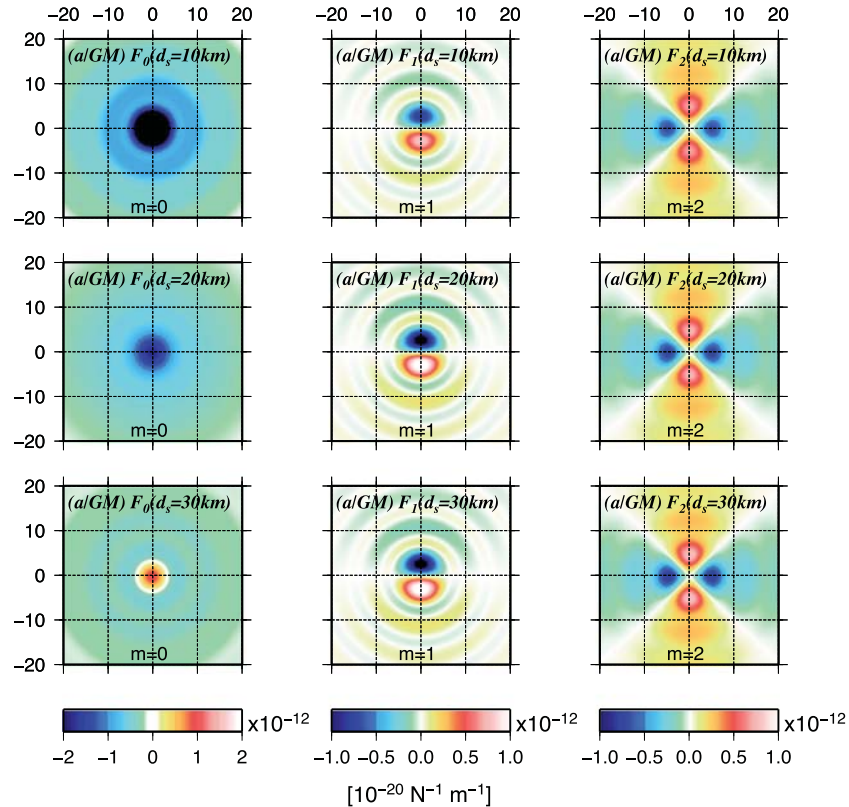 −20 −10 0 10 20 −20 −10 0 10 20 −20 −10 0 10 20
20 (a/GM) F0(ds=10km) (a/GM) F1(ds=10km) (a/GM) F2(ds=10km)
10
0
−10
−20 m=0 m=1 m=2
20 (a/GM) F0(ds=20km) (a/GM) F1(ds=20km) (a/GM) F2(ds=20km)
10
0
−10
−20 m=0 m=1 m=2
20 (a/GM) F0(ds=30km) (a/GM) F1(ds=30km) (a/GM) F2(ds=30km)
10
0
−10
−20 m=0 m=1 m=2
x10−12 x10−12 x10−12
−2 −1 0 1 2 −1.0 −0.5 0.0 0.5 1.0 −1.0 −0.5 0.0 0.5 1.0
[10−20 N−1 m−1]